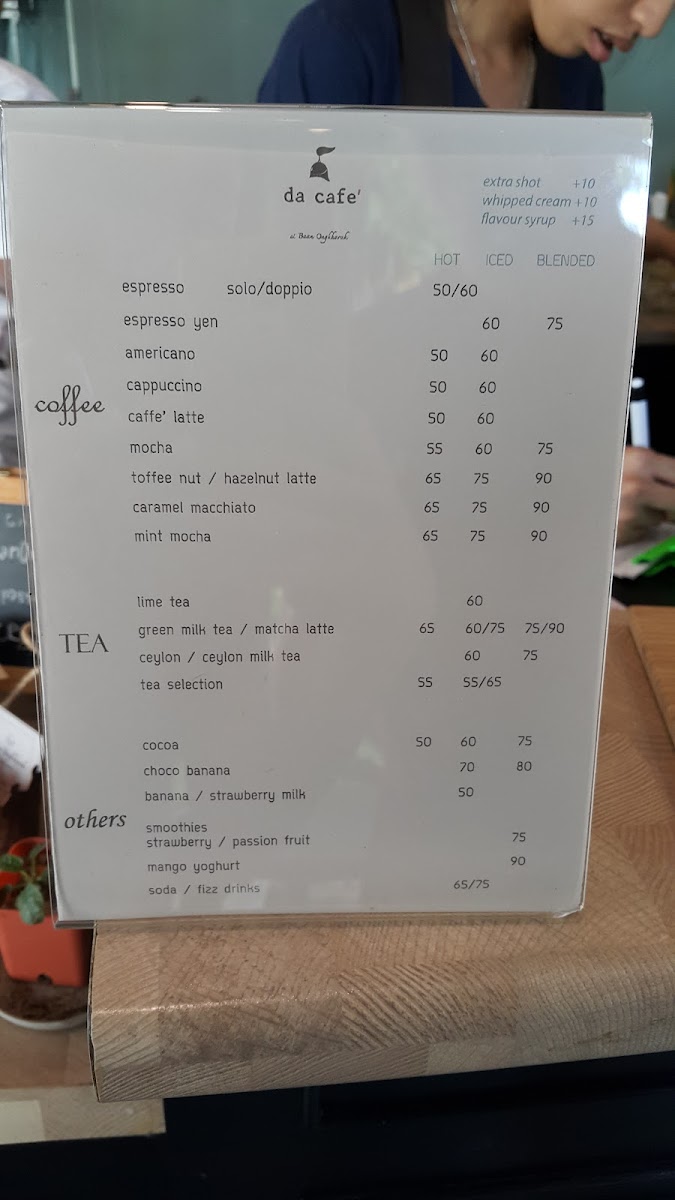 da cafe'
at Baan Ongkharak
extra shot +10
whipped cream +10
flavour syrup +15
HOT ICED BLENDED
coffee
espresso solo/doppio 50/60
espresso yen 60 75
americano 50 60
cappuccino 50 60
caffe' latte 50 60
mocha 55 60 75
toffee nut / hazelnut latte 65 75 90
caramel macchiato 65 75 90
mint mocha 65 75 90
TEA
lime tea 60
green milk tea / matcha latte 65 60/75 75/90
ceylon / ceylon milk tea 60 75
tea selection 55 55/65
others
cocoa 50 60 75
choco banana 70 80
banana / strawberry milk 50
smoothies
strawberry / passion fruit 75
mango yoghurt 90
soda / fizz drinks 65/75